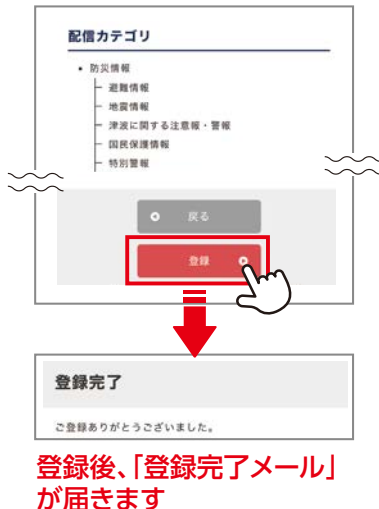 配信カテゴリ
• 防災情報
避難情報
地震情報
津波に関する注意報・警報
国民保護情報
特別警報
戻る
登録
登録完了
ご登録ありがとうございました。
登録後、「登録完了メール」
が届きます